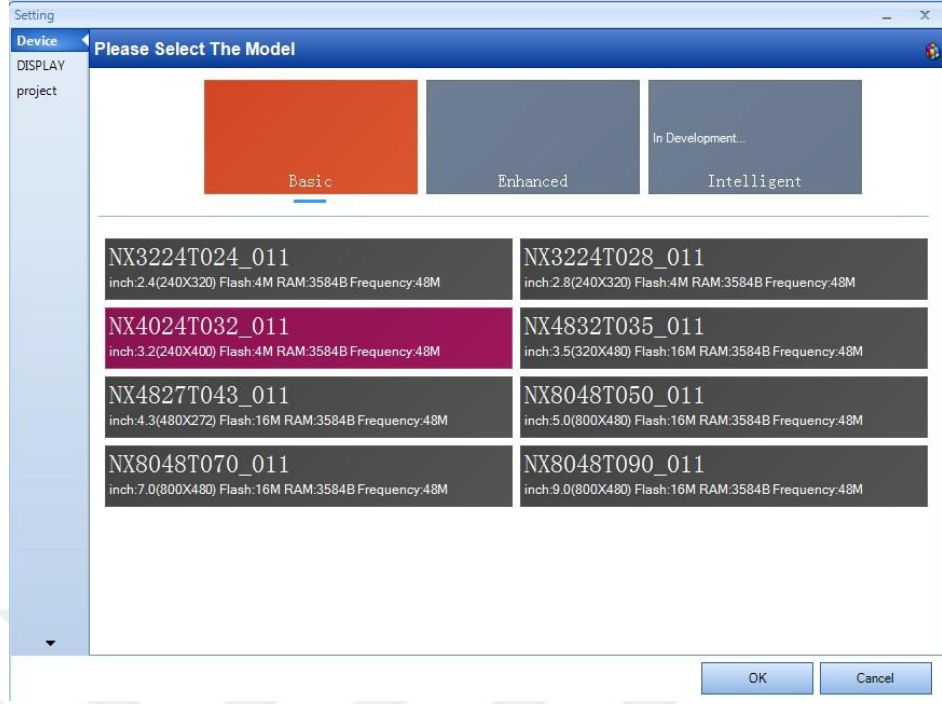 Setting
Device
DISPLAY
project
Please Select The Model
Basic
Enhanced
In Development...
Intelligent
NX3224T024_011
inch:2.4(240X320) Flash:4M RAM:3584B Frequency:48M
NX3224T028_011
inch:2.8(240X320) Flash:4M RAM:3584B Frequency:48M
NX4024T032_011
inch:3.2(240X400) Flash:4M RAM:3584B Frequency:48M
NX4832T035_011
inch:3.5(320X480) Flash:16M RAM:3584B Frequency:48M
NX4827T043_011
inch:4.3(480X272) Flash:16M RAM:3584B Frequency:48M
NX8048T050_011
inch:5.0(800X480) Flash:16M RAM:3584B Frequency:48M
NX8048T070_011
inch:7.0(800X480) Flash:16M RAM:3584B Frequency:48M
NX8048T090_011
inch:9.0(800X480) Flash:16M RAM:3584B Frequency:48M
OK
Cancel